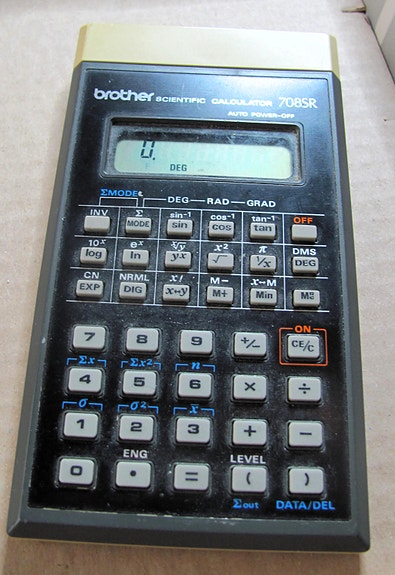 brother SCIENTIFIC CALCULATOR 708SR
AUTO POWER-OFF
0.
DEG
ΣMODE DEG — RAD — GRAD
INV Σ sin⁻¹ cos⁻¹ tan⁻¹ OFF
MODE sin cos tan
10ˣ eˣ ˣ√y x² π DMS
log ln yˣ √ 1/x DEG
CN NRML x! M− x↔M
EXP DIG x↔y M+ Min MR
ON
7 8 9 +/− CE/C
Σx Σx² n
4 5 6 × ÷
σ σ² x
1 2 3 + −
ENG LEVEL
0 • = ( )
Σout DATA/DEL